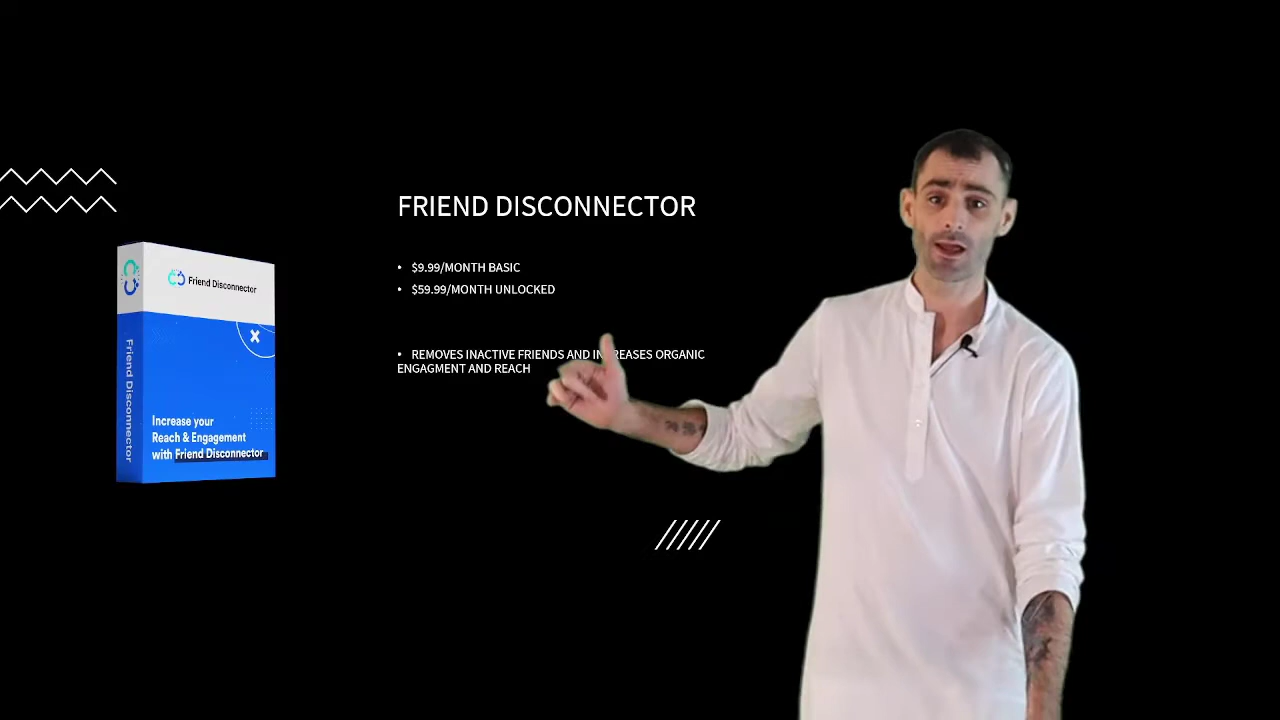 FRIEND DISCONNECTOR
• $9.99/MONTH BASIC
• $59.99/MONTH UNLOCKED
• REMOVES INACTIVE FRIENDS AND INCREASES ORGANIC
ENGAGMENT AND REACH
Friend Disconnector
Friend Disconnector
Increase your
Reach & Engagement
with Friend Disconnector